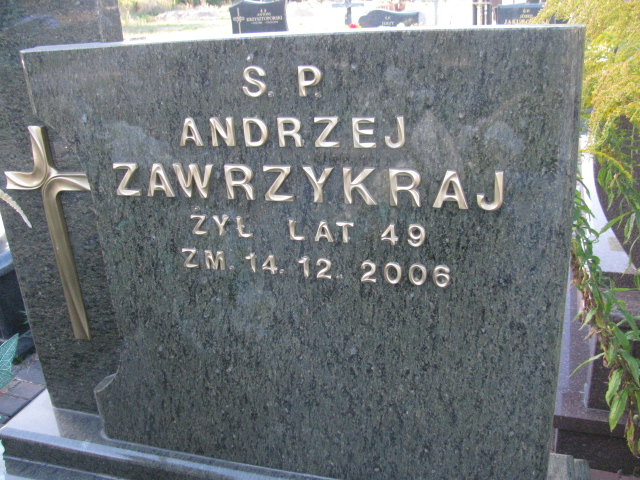 Ś. P.
ANDRZEJ
ZAWRZYKRAJ
ŻYŁ LAT 49
ZM. 14. 12. 2006